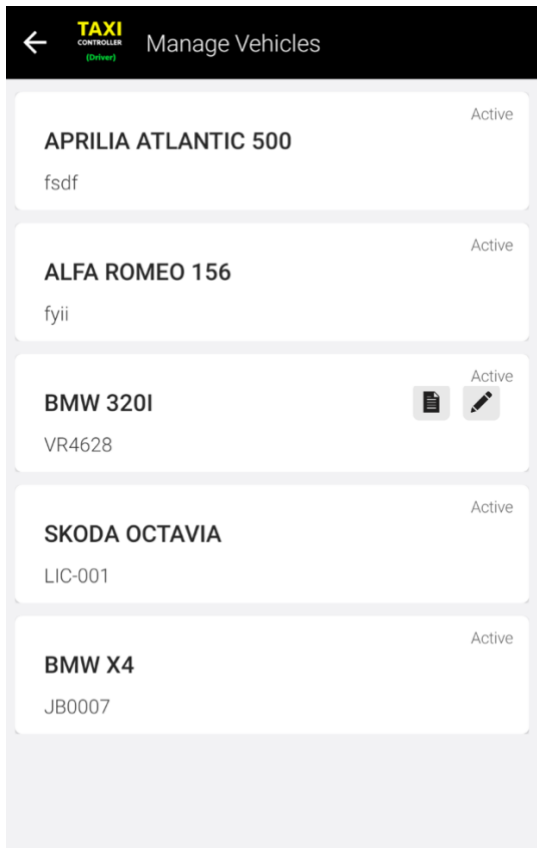 TAXI
CONTROLLER
(Driver)
Manage Vehicles
Active
APRILIA ATLANTIC 500
fsdf
Active
ALFA ROMEO 156
fyii
Active
BMW 320I
VR4628
Active
SKODA OCTAVIA
LIC-001
Active
BMW X4
JB0007